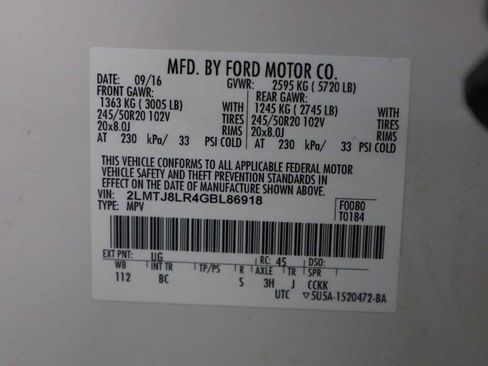 MFD. BY FORD MOTOR CO.
DATE: 09/16 GVWR: 2595 KG ( 5720 LB)
FRONT GAWR: REAR GAWR:
1363 KG ( 3005 LB) WITH 1245 KG ( 2745 LB) WITH
245/50R20 102V TIRES 245/50R20 102V TIRES
20x8.0J RIMS 20x8.0J RIMS
AT 230 kPa/ 33 PSI COLD AT 230 kPa/ 33 PSI COLD
THIS VEHICLE CONFORMS TO ALL APPLICABLE FEDERAL MOTOR
VEHICLE SAFETY AND THEFT PREVENTION STANDARDS IN
EFFECT ON THE DATE OF MANUFACTURE SHOWN ABOVE.
VIN: 2LMTJ8LR4GBL86918 F0080
TYPE: MPV T0184
EXT PNT: UG RC: 45 DSO:
WB INT TR TP/PS R AXLE TR SPR
112 BC S 3H J CCKK
UTC ▽5U5A-1520472-BA